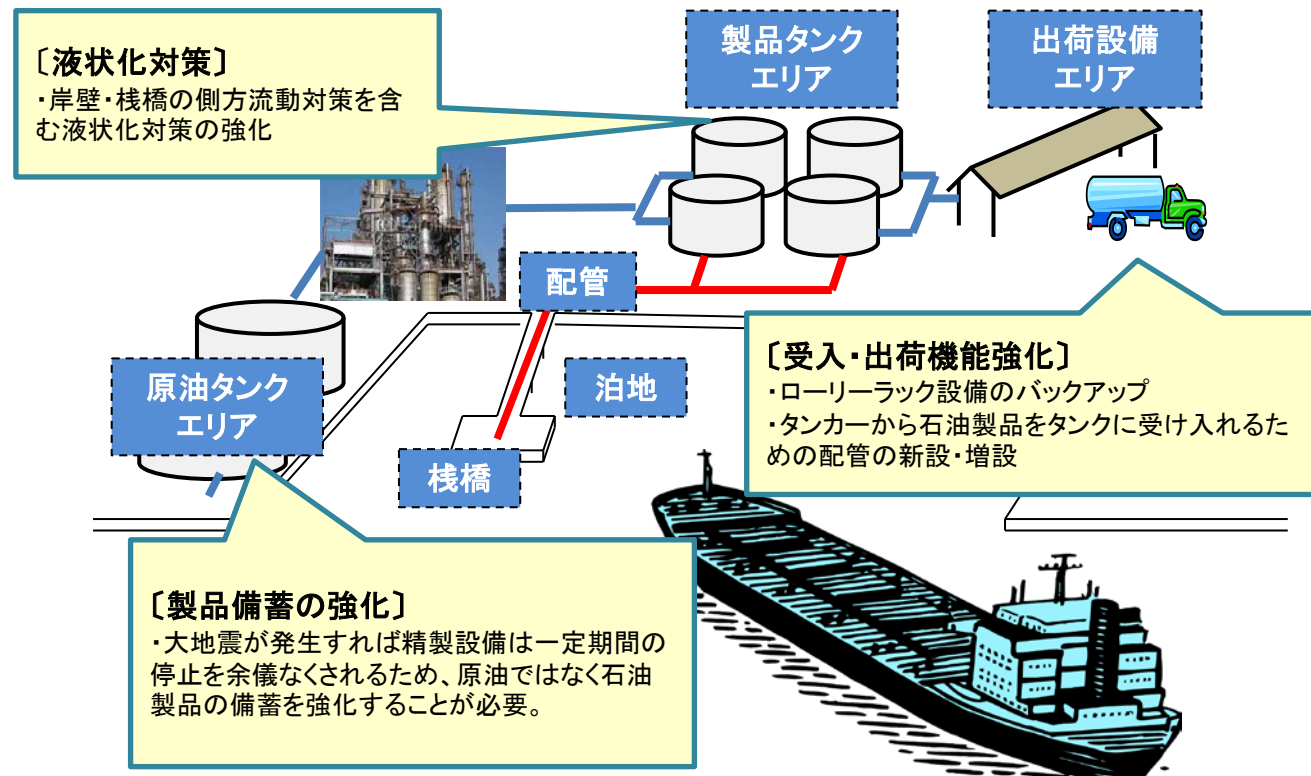 〔液状化対策〕
・岸壁・桟橋の側方流動対策を含
む液状化対策の強化
製品タンク
エリア
出荷設備
エリア
配管
原油タンク
エリア
泊地
桟橋
〔受入・出荷機能強化〕
・ローリーラック設備のバックアップ
・タンカーから石油製品をタンクに受け入れるた
めの配管の新設・増設
〔製品備蓄の強化〕
・大地震が発生すれば精製設備は一定期間の
停止を余儀なくされるため、原油ではなく石油
製品の備蓄を強化することが必要。